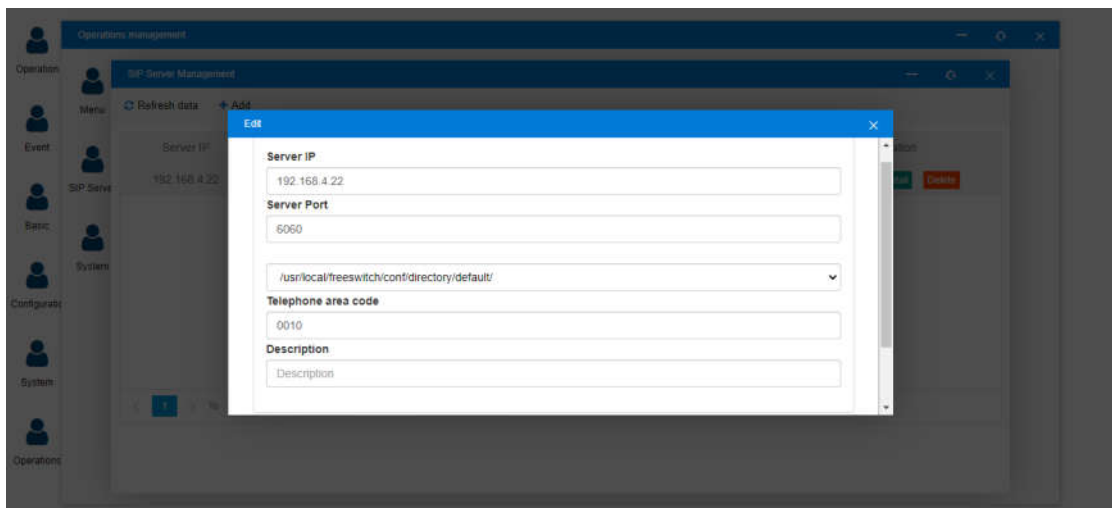 Operations management
Operation
SIP Server Management
Menu
Refresh data
Add
Edit
Event
Server IP
Server IP
192.168.4.22
192.168.4.22
SIP Serve
Delete
Server Port
Basic
6060
System
/usr/local/freeswitch/conf/directory/default/
Configuratio
Telephone area code
0010
Description
Description
System
1
Operations